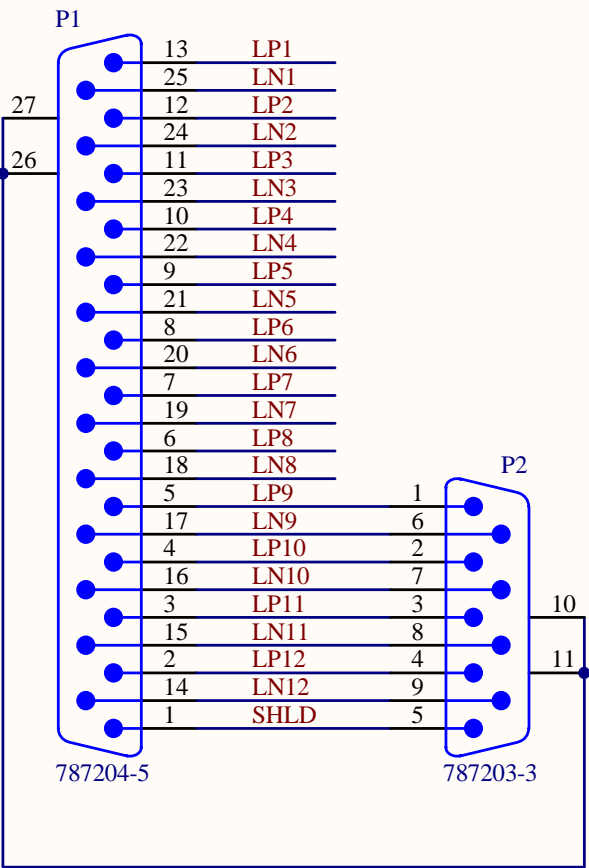 P1
13 LP1
25 LN1
27
12 LP2
24 LN2
26
11 LP3
23 LN3
10 LP4
22 LN4
9 LP5
21 LN5
8 LP6
20 LN6
7 LP7
19 LN7
6 LP8
18 LN8
P2
5 LP9 1
17 LN9 6
4 LP10 2
16 LN10 7
3 LP11 3
10
15 LN11 8
2 LP12 4
11
14 LN12 9
1 SHLD 5
787204-5
787203-3